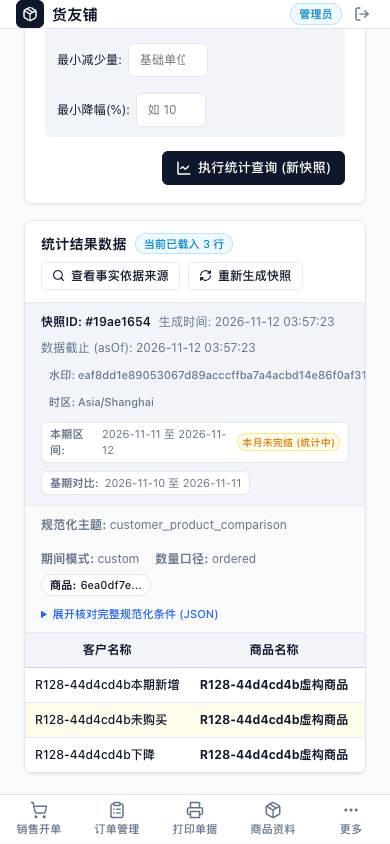 货友铺
管理员
最小减少量: 基础单位
最小降幅(%): 如 10
执行统计查询 (新快照)
统计结果数据 当前已载入 3 行
查看事实依据来源 重新生成快照
快照ID: #19ae1654 生成时间: 2026-11-12 03:57:23
数据截止 (asOf): 2026-11-12 03:57:23
水印: eaf8dd1e89053067d89acccffba7a4acbd14e86f0af31
时区: Asia/Shanghai
本期区间: 2026-11-11 至 2026-11-12 本月未完结 (统计中)
基期对比: 2026-11-10 至 2026-11-11
规范化主题: customer_product_comparison
期间模式: custom 数量口径: ordered
商品: 6ea0df7e...
展开核对完整规范化条件 (JSON)
客户名称 商品名称
R128-44d4cd4b本期新增 R128-44d4cd4b虚构商品
R128-44d4cd4b未购买 R128-44d4cd4b虚构商品
R128-44d4cd4b下降 R128-44d4cd4b虚构商品
销售开单 订单管理 打印单据 商品资料 更多